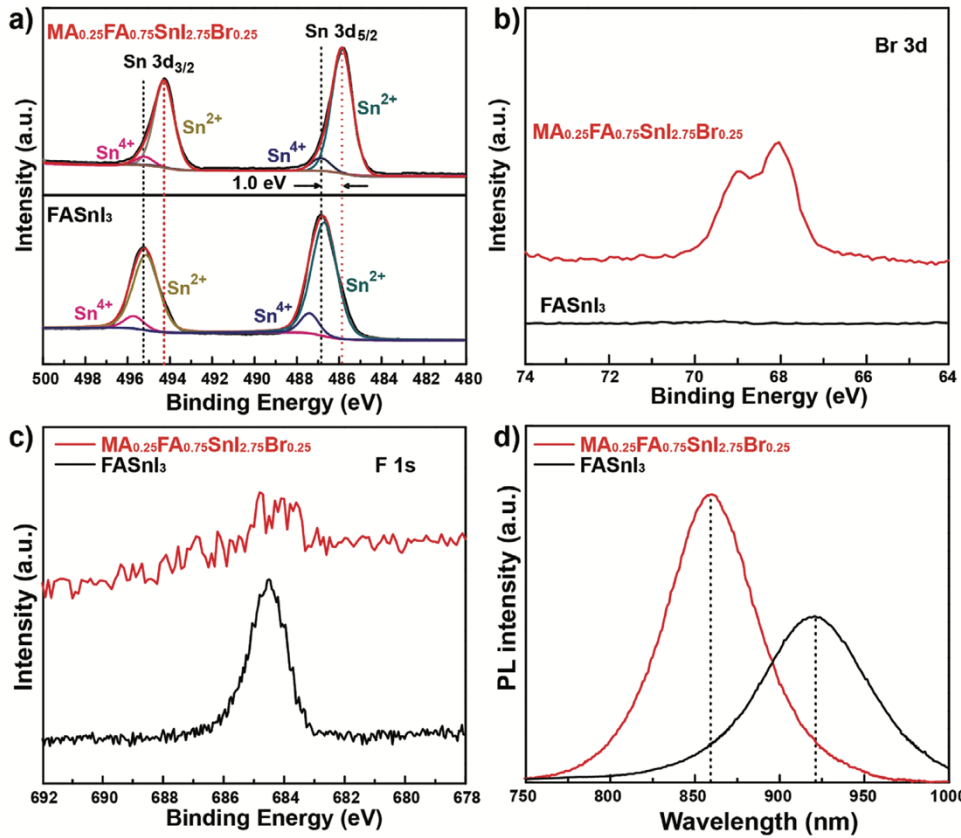 a)
MA₀.₂₅FA₀.₇₅SnI₂.₇₅Br₀.₂₅
Sn 3d₃/₂
Sn 3d₅/₂
Sn⁴⁺
Sn²⁺
Sn⁴⁺
Sn²⁺
1.0 eV
FASnI₃
Sn⁴⁺
Sn²⁺
Sn⁴⁺
Sn²⁺
Intensity (a.u.)
500 498 496 494 492 490 488 486 484 482 480
Binding Energy (eV)
b)
Br 3d
MA₀.₂₅FA₀.₇₅SnI₂.₇₅Br₀.₂₅
FASnI₃
Intensity (a.u.)
74 72 70 68 66 64
Binding Energy (eV)
c)
MA₀.₂₅FA₀.₇₅SnI₂.₇₅Br₀.₂₅
FASnI₃
F 1s
Intensity (a.u.)
692 690 688 686 684 682 680 678
Binding Energy (eV)
d)
MA₀.₂₅FA₀.₇₅SnI₂.₇₅Br₀.₂₅
FASnI₃
PL intensity (a.u.)
750 800 850 900 950 1000
Wavelength (nm)